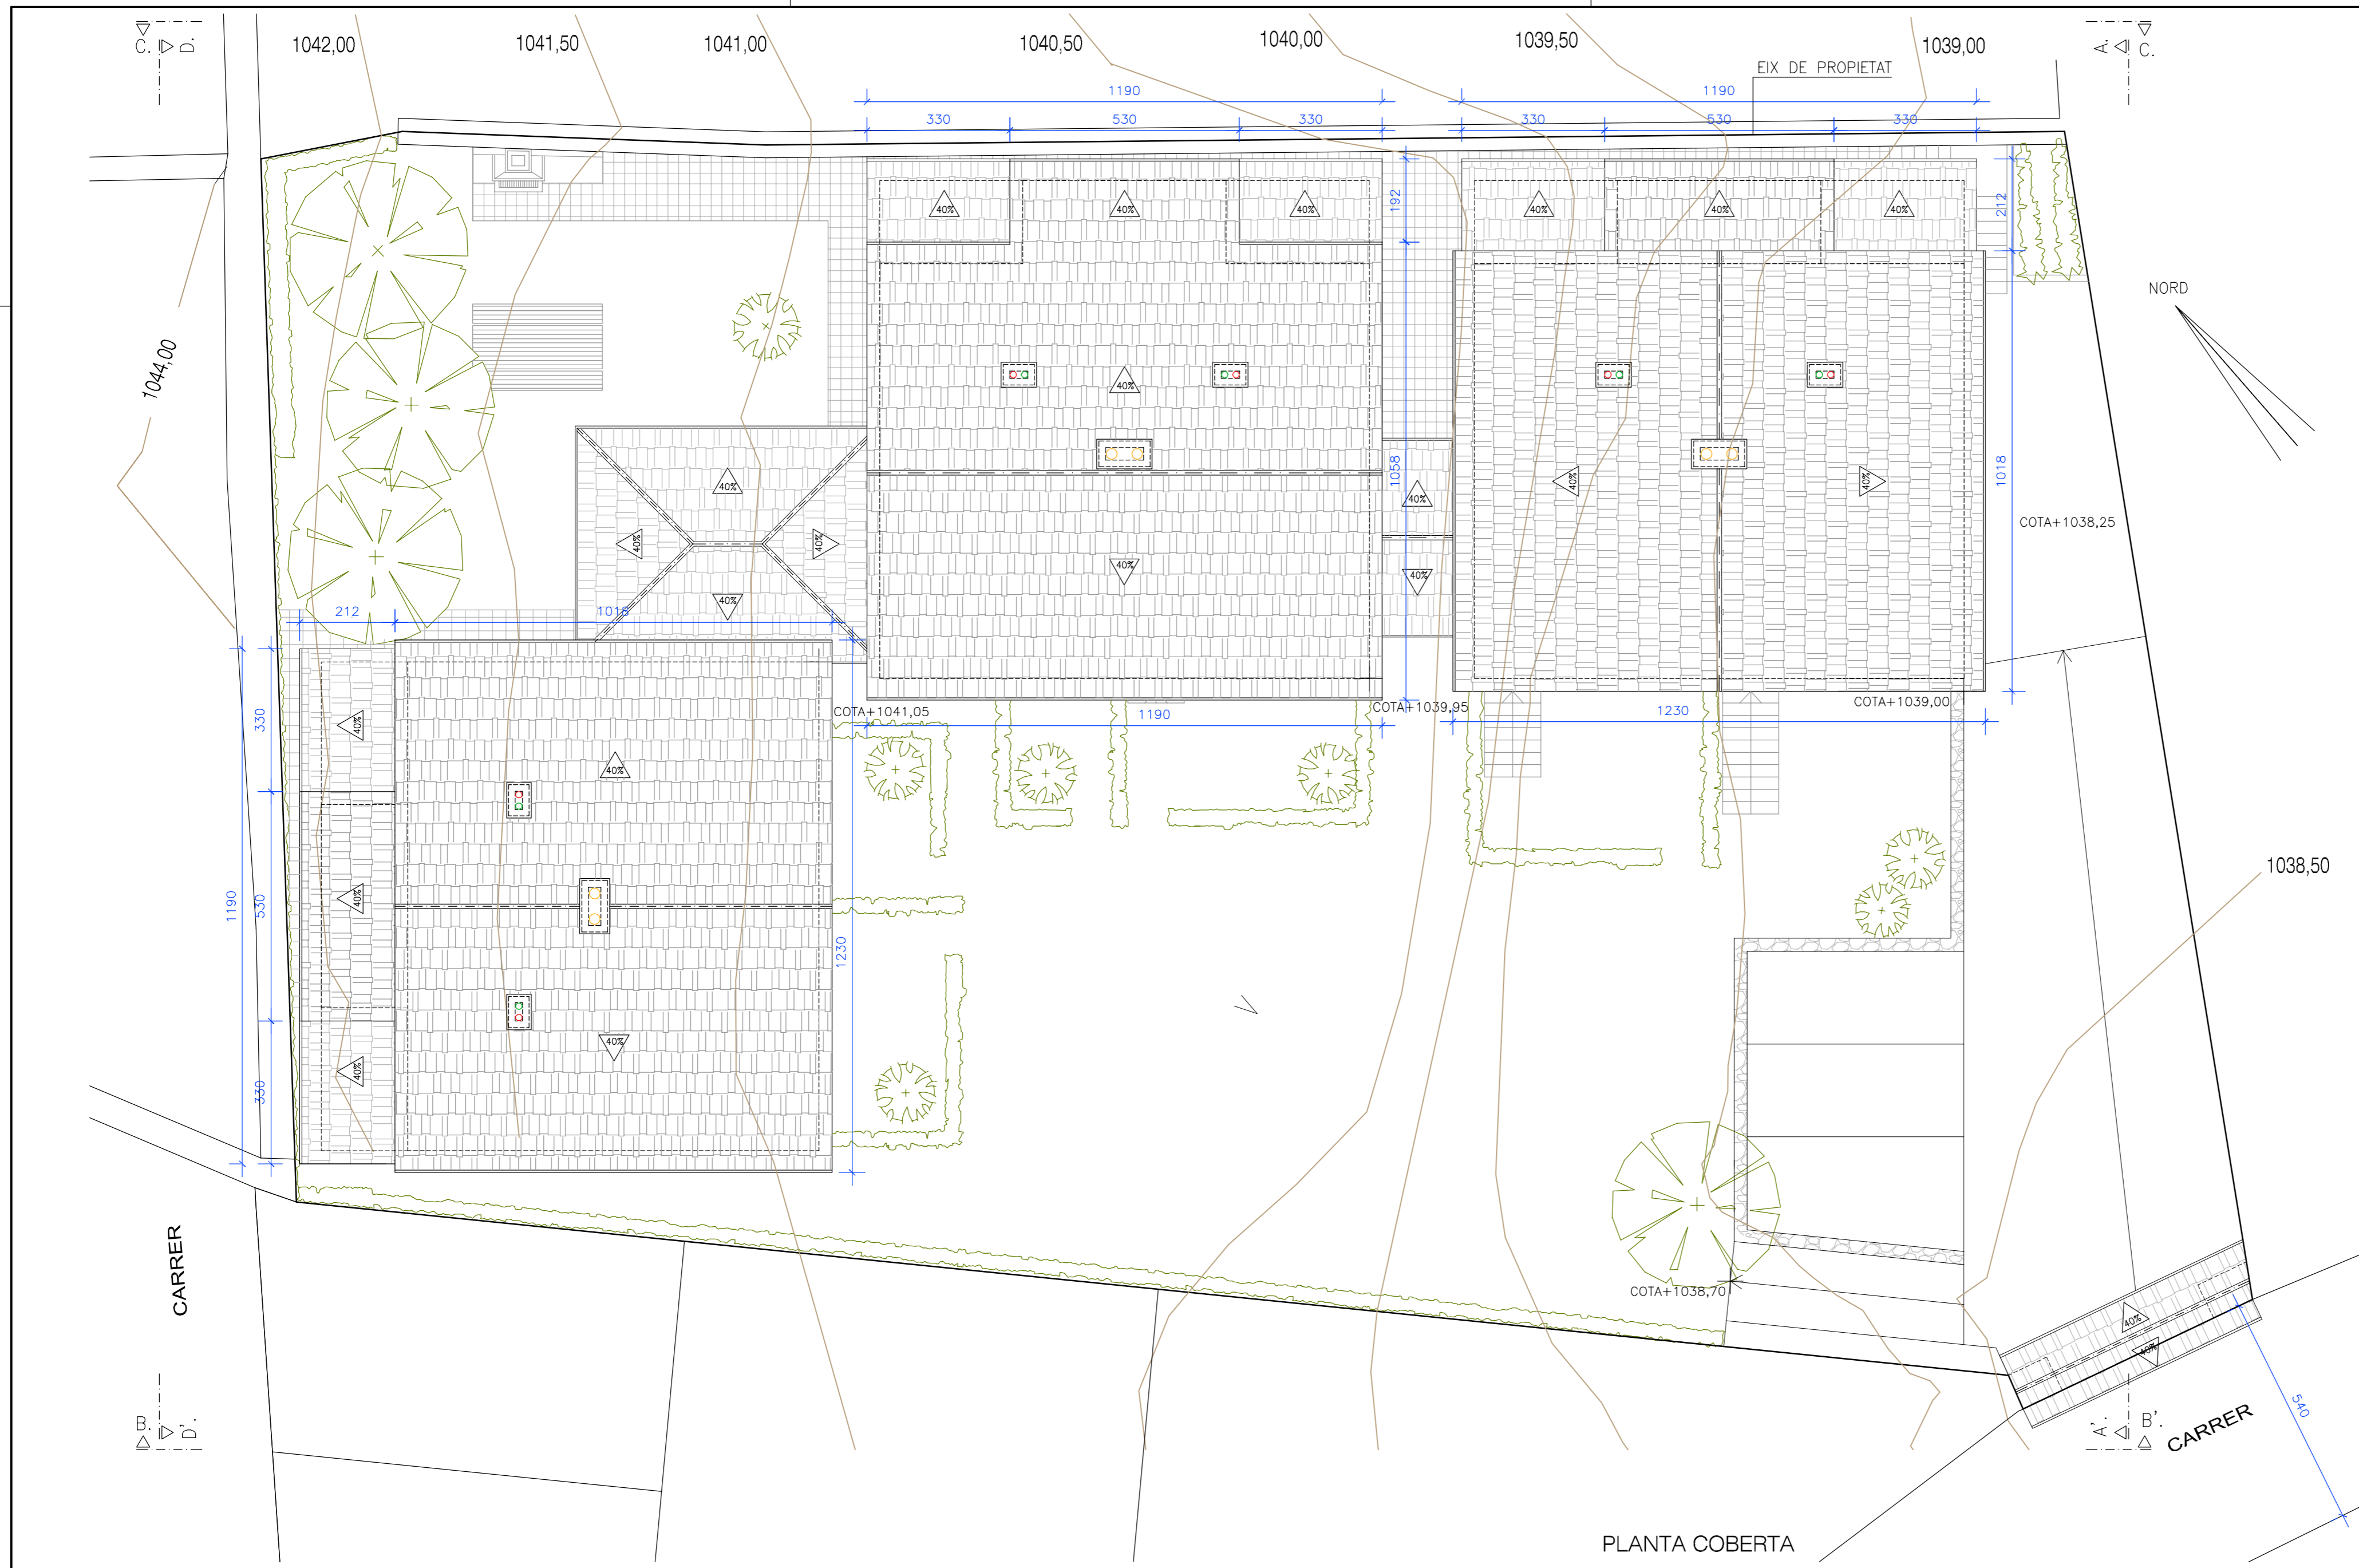 C. D.
1042,00 1041,50 1041,00 1040,50 1040,00 1039,50 1039,00
A. C.
EIX DE PROPIETAT
1190 1190
330 530 330 330 530 330
192 212
40% 40% 40% 40% 40% 40%
NORD
1044,00
40%
1058 1018
40% 40% 40% 40%
COTA+1038,25
40% 40%
40% 40% 40%
212 1018
COTA+1041,05 1190 COTA+1039,95 1230 COTA+1039,00
330
40%
40%
1038,50
1190 530
40%
1230
40%
40%
330
CARRER
COTA+1038,70
40%
40%
540
B. D'.
A'. B'.
CARRER
PLANTA COBERTA